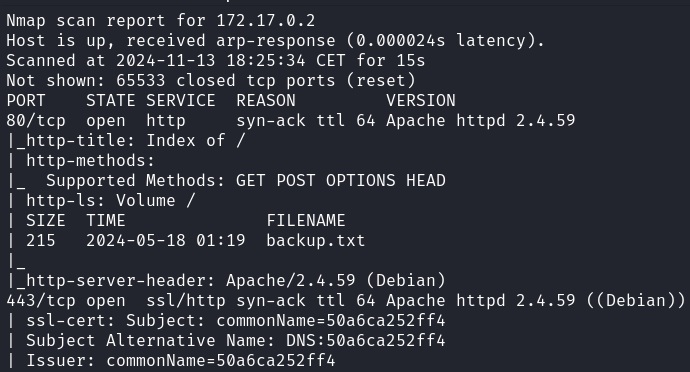 Nmap scan report for 172.17.0.2
Host is up, received arp-response (0.000024s latency).
Scanned at 2024-11-13 18:25:34 CET for 15s
Not shown: 65533 closed tcp ports (reset)
PORT    STATE SERVICE  REASON         VERSION
80/tcp  open  http     syn-ack ttl 64 Apache httpd 2.4.59
|_http-title: Index of /
| http-methods:
|_  Supported Methods: GET POST OPTIONS HEAD
| http-ls: Volume /
| SIZE  TIME              FILENAME
| 215   2024-05-18 01:19  backup.txt
|_
|_http-server-header: Apache/2.4.59 (Debian)
443/tcp open  ssl/http syn-ack ttl 64 Apache httpd 2.4.59 ((Debian))
| ssl-cert: Subject: commonName=50a6ca252ff4
| Subject Alternative Name: DNS:50a6ca252ff4
| Issuer: commonName=50a6ca252ff4